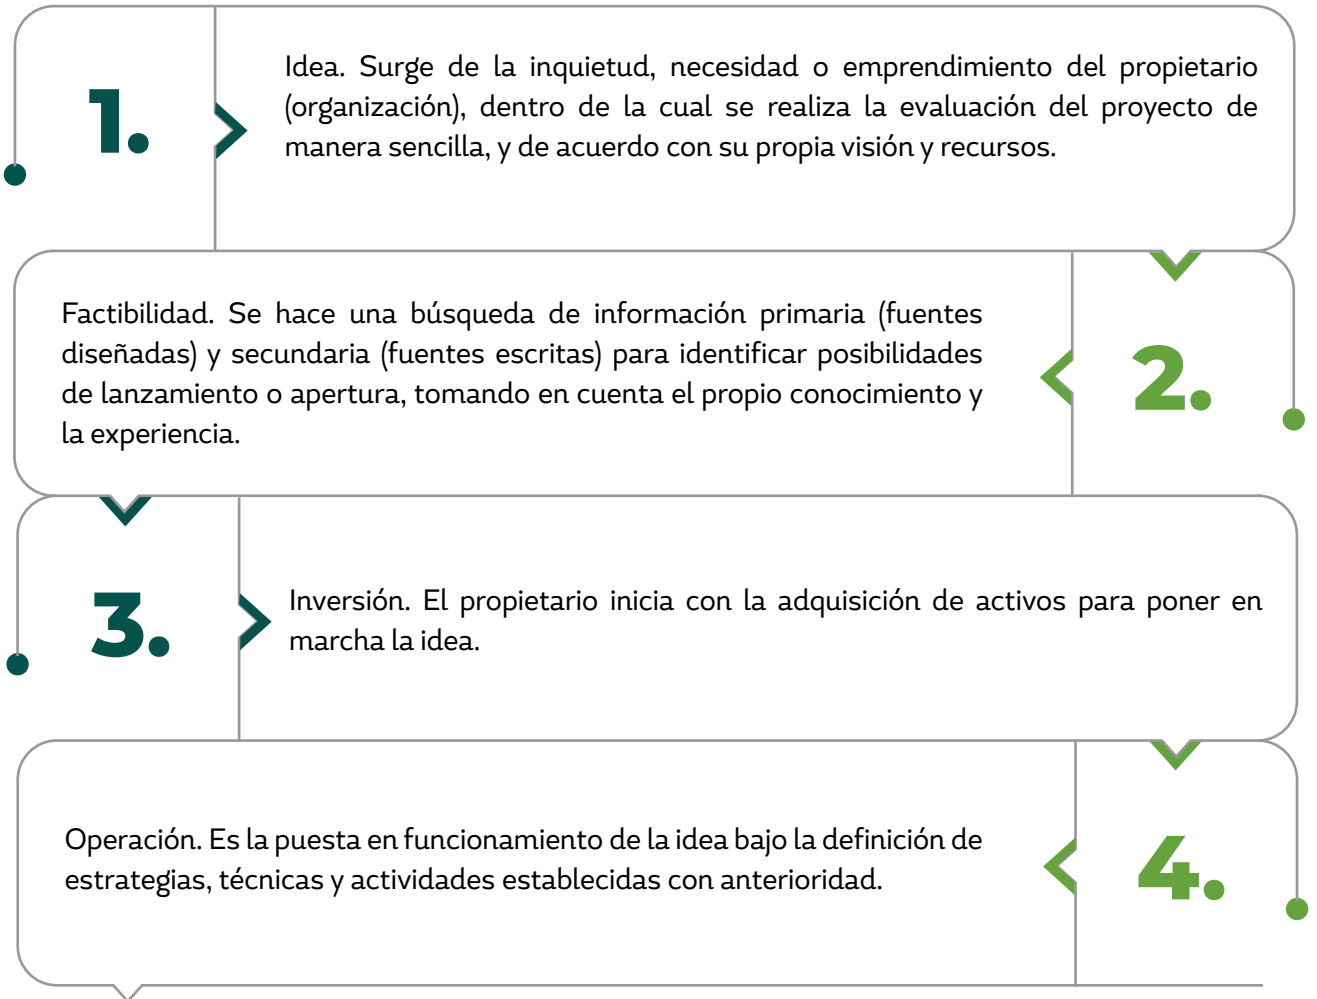 1.
Idea. Surge de la inquietud, necesidad o emprendimiento del propietario
(organización), dentro de la cual se realiza la evaluación del proyecto de
manera sencilla, y de acuerdo con su propia visión y recursos.
Factibilidad. Se hace una búsqueda de información primaria (fuentes
diseñadas) y secundaria (fuentes escritas) para identificar posibilidades
de lanzamiento o apertura, tomando en cuenta el propio conocimiento y
la experiencia.
2.
3.
Inversión. El propietario inicia con la adquisición de activos para poner en
marcha la idea.
Operación. Es la puesta en funcionamiento de la idea bajo la definición de
estrategias, técnicas y actividades establecidas con anterioridad.
4.